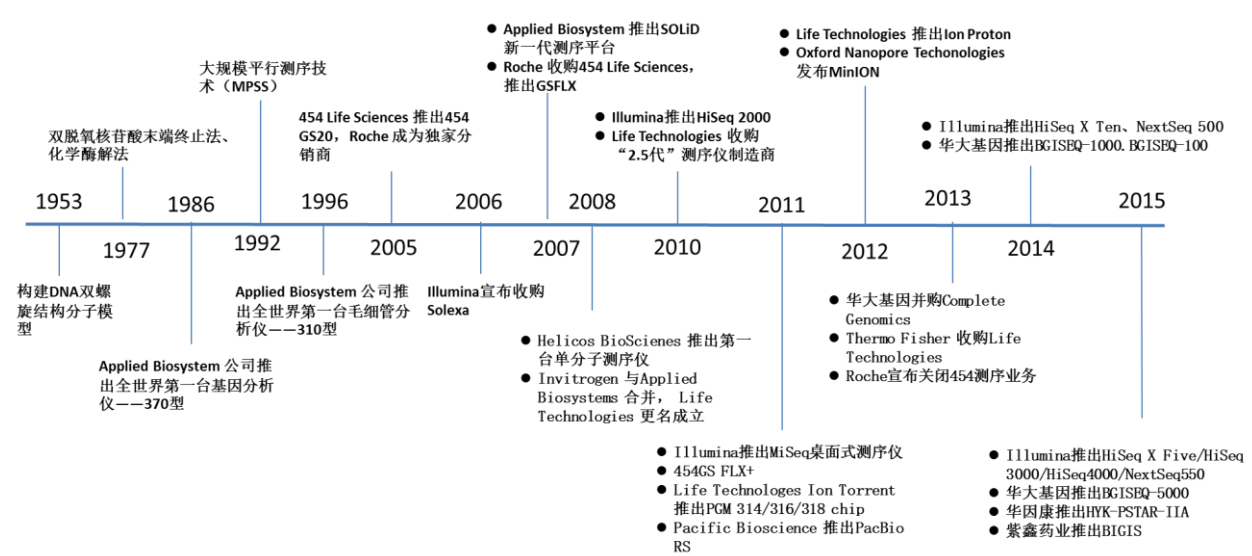 ● Applied Biosystem 推出SOLiD
新一代测序平台
● Roche 收购454 Life Sciences，
推出GSFLX
● Life Technologies 推出Ion Proton
● Oxford Nanopore Techonologies
发布MinION
大规模平行测序技
术（MPSS）
454 Life Sciences 推出454
GS20，Roche 成为独家分
销商
● Illumina推出HiSeq 2000
● Life Technologies 收购
“2.5代”测序仪制造商
双脱氧核苷酸末端终止法、
化学酶解法
● Illumina推出HiSeq X Ten、NextSeq 500
● 华大基因推出BGISEQ-1000.BGISEQ-100
1953
1986
1996
2006
2008
2011
2013
2015
1977
1992
2005
2007
2010
2012
2014
构建DNA双螺
旋结构分子模
型
Applied Biosystem 公司推
出全世界第一台毛细管分
析仪——310型
Illumina宣布收购
Solexa
● 华大基因并购Complete
Genomics
● Thermo Fisher 收购Life
Technologies
● Roche宣布关闭454测序业务
Applied Biosystem 公司推
出全世界第一台基因分析
仪——370型
● Helicos BioScienes 推出第一
台单分子测序仪
● Invitrogen 与Applied
Biosystems 合并， Life
Technologies 更名成立
● Illumina推出MiSeq桌面式测序仪
● 454GS FLX+
● Life Technologes Ion Torrent
推出PGM 314/316/318 chip
● Pacific Bioscience 推出PacBio
RS
● Illumina推出HiSeq X Five/HiSeq
3000/HiSeq4000/NextSeq550
● 华大基因推出BGISEQ-5000
● 华因康推出HYK-PSTAR-IIA
● 紫鑫药业推出BIGIS